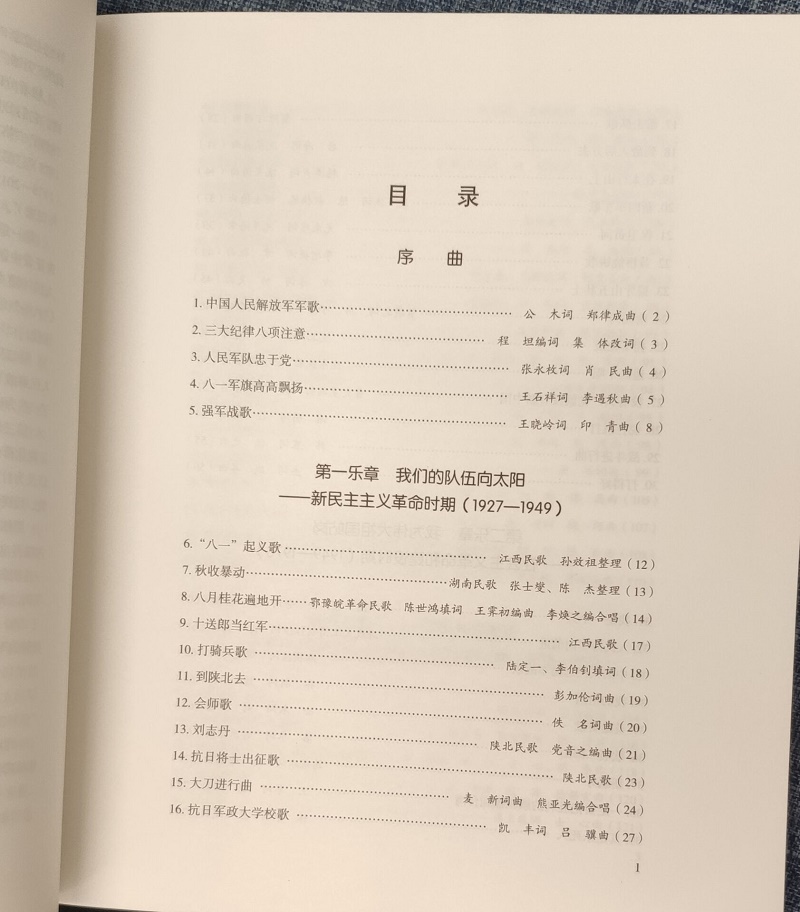 目 录
序 曲
1. 中国人民解放军军歌………………………………公 木词 郑律成曲（2）
2. 三大纪律八项注意………………………………程 坦编词 集 体改词（3）
3. 人民军队忠于党………………………………张永枚词 肖 民曲（4）
4. 八一军旗高高飘扬………………………………王石祥词 李遇秋曲（5）
5. 强军战歌………………………………王晓岭词 印 青曲（8）
第一乐章 我们的队伍向太阳
——新民主主义革命时期（1927—1949）
6. “八一”起义歌………………………………江西民歌 孙效祖整理（12）
7. 秋收暴动………………………………湖南民歌 张士燮、陈 杰整理（13）
8. 八月桂花遍地开……鄂豫皖革命民歌 陈世鸿填词 王霁初编曲 李焕之编合唱（14）
9. 十送郎当红军………………………………江西民歌（17）
10. 打骑兵歌………………………………陆定一、李伯钊填词（18）
11. 到陕北去………………………………彭加伦词曲（19）
12. 会师歌………………………………佚 名词曲（20）
13. 刘志丹………………………………陕北民歌 党音之编曲（21）
14. 抗日将士出征歌………………………………陕北民歌（23）
15. 大刀进行曲………………………………麦 新词曲 熊亚光编合唱（24）
16. 抗日军政大学校歌………………………………凯 丰词 吕 骥曲（27）
1